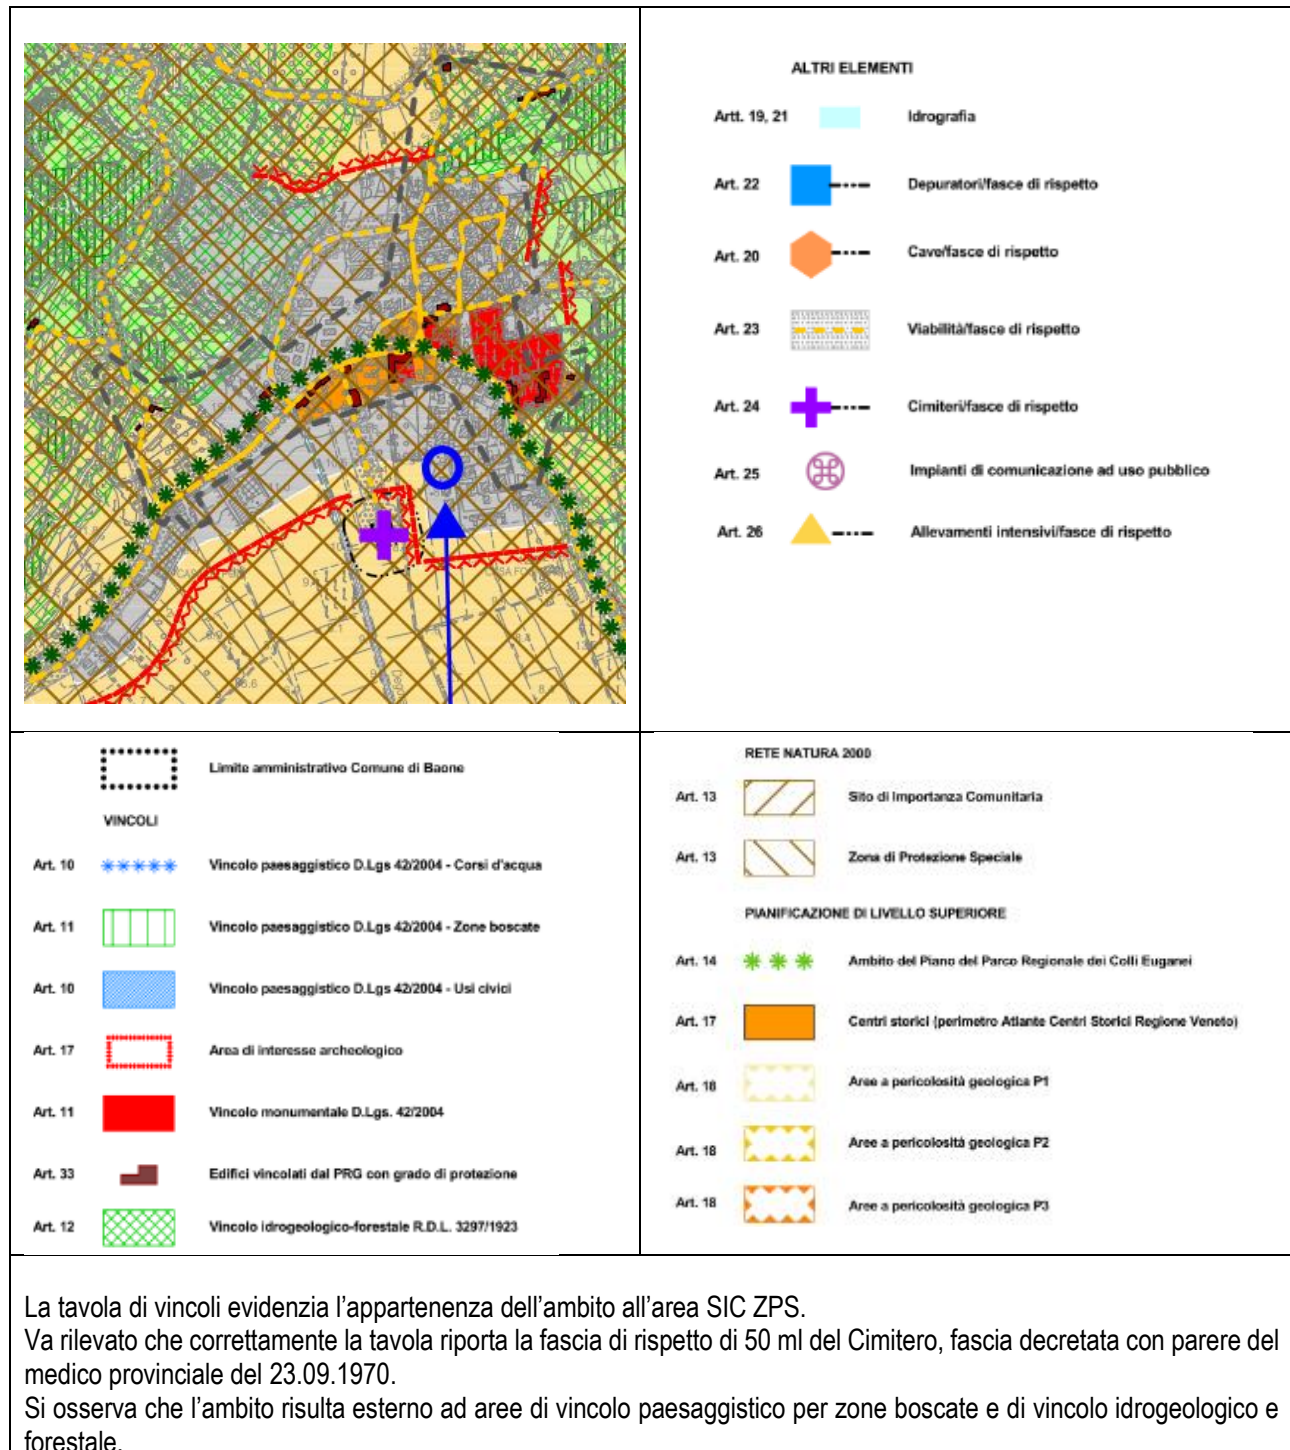 ALTRI ELEMENTI
Artt. 19, 21 Idrografia
Art. 22 Depuratori/fasce di rispetto
Art. 20 Cave/fasce di rispetto
Art. 23 Viabilità/fasce di rispetto
Art. 24 Cimiteri/fasce di rispetto
Art. 25 Impianti di comunicazione ad uso pubblico
Art. 26 Allevamenti intensivi/fasce di rispetto
Limite amministrativo Comune di Baone
VINCOLI
Art. 10 Vincolo paesaggistico D.Lgs 42/2004 - Corsi d'acqua
Art. 11 Vincolo paesaggistico D.Lgs 42/2004 - Zone boscate
Art. 10 Vincolo paesaggistico D.Lgs 42/2004 - Usi civici
Art. 17 Area di interesse archeologico
Art. 11 Vincolo monumentale D.Lgs. 42/2004
Art. 33 Edifici vincolati dal PRG con grado di protezione
Art. 12 Vincolo idrogeologico-forestale R.D.L. 3297/1923
RETE NATURA 2000
Art. 13 Sito di Importanza Comunitaria
Art. 13 Zona di Protezione Speciale
PIANIFICAZIONE DI LIVELLO SUPERIORE
Art. 14 Ambito del Piano del Parco Regionale dei Colli Euganei
Art. 17 Centri storici (perimetro Atlante Centri Storici Regione Veneto)
Art. 18 Aree a pericolosità geologica P1
Art. 18 Aree a pericolosità geologica P2
Art. 18 Aree a pericolosità geologica P3
La tavola di vincoli evidenzia l'appartenenza dell'ambito all'area SIC ZPS.
Va rilevato che correttamente la tavola riporta la fascia di rispetto di 50 ml del Cimitero, fascia decretata con parere del
medico provinciale del 23.09.1970.
Si osserva che l'ambito risulta esterno ad aree di vincolo paesaggistico per zone boscate e di vincolo idrogeologico e
forestale.